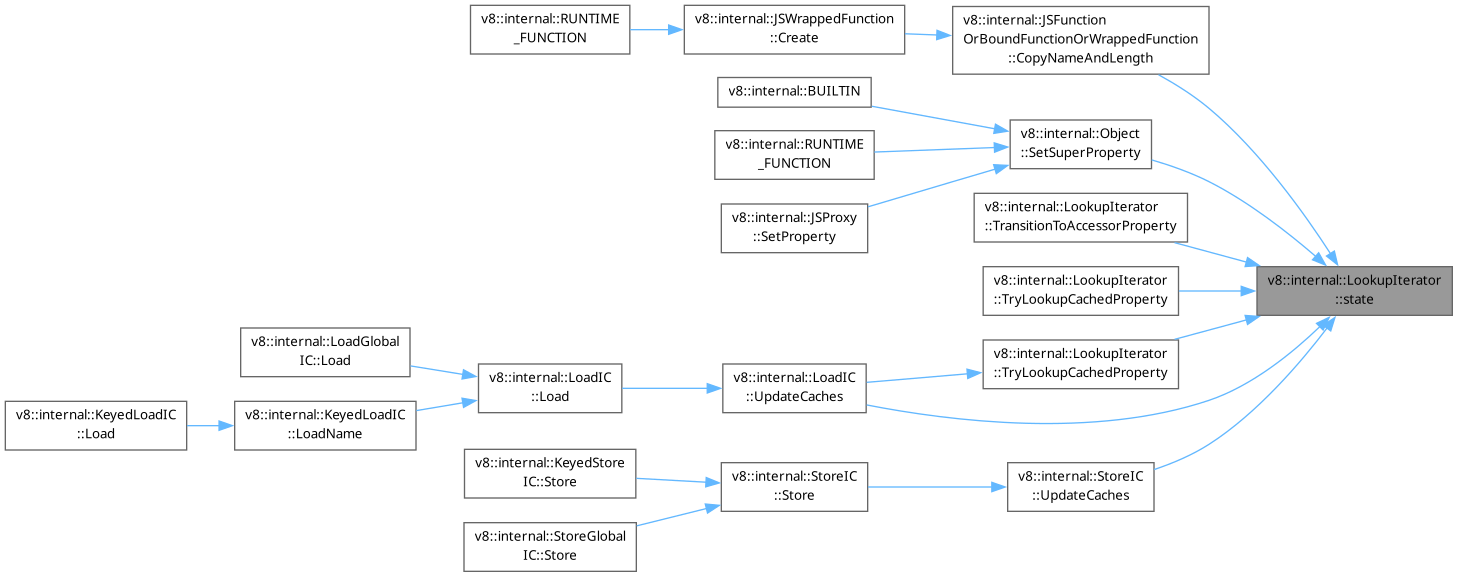 v8::internal::RUNTIME
_FUNCTION
v8::internal::JSWrappedFunction
::Create
v8::internal::JSFunction
OrBoundFunctionOrWrappedFunction
::CopyNameAndLength
v8::internal::BUILTIN
v8::internal::Object
::SetSuperProperty
v8::internal::RUNTIME
_FUNCTION
v8::internal::JSProxy
::SetProperty
v8::internal::LookupIterator
::TransitionToAccessorProperty
v8::internal::LookupIterator
::TryLookupCachedProperty
v8::internal::LookupIterator
::state
v8::internal::LoadGlobal
IC::Load
v8::internal::LookupIterator
::TryLookupCachedProperty
v8::internal::LoadIC
::Load
v8::internal::LoadIC
::UpdateCaches
v8::internal::KeyedLoadIC
::Load
v8::internal::KeyedLoadIC
::LoadName
v8::internal::KeyedStore
IC::Store
v8::internal::StoreIC
::Store
v8::internal::StoreIC
::UpdateCaches
v8::internal::StoreGlobal
IC::Store